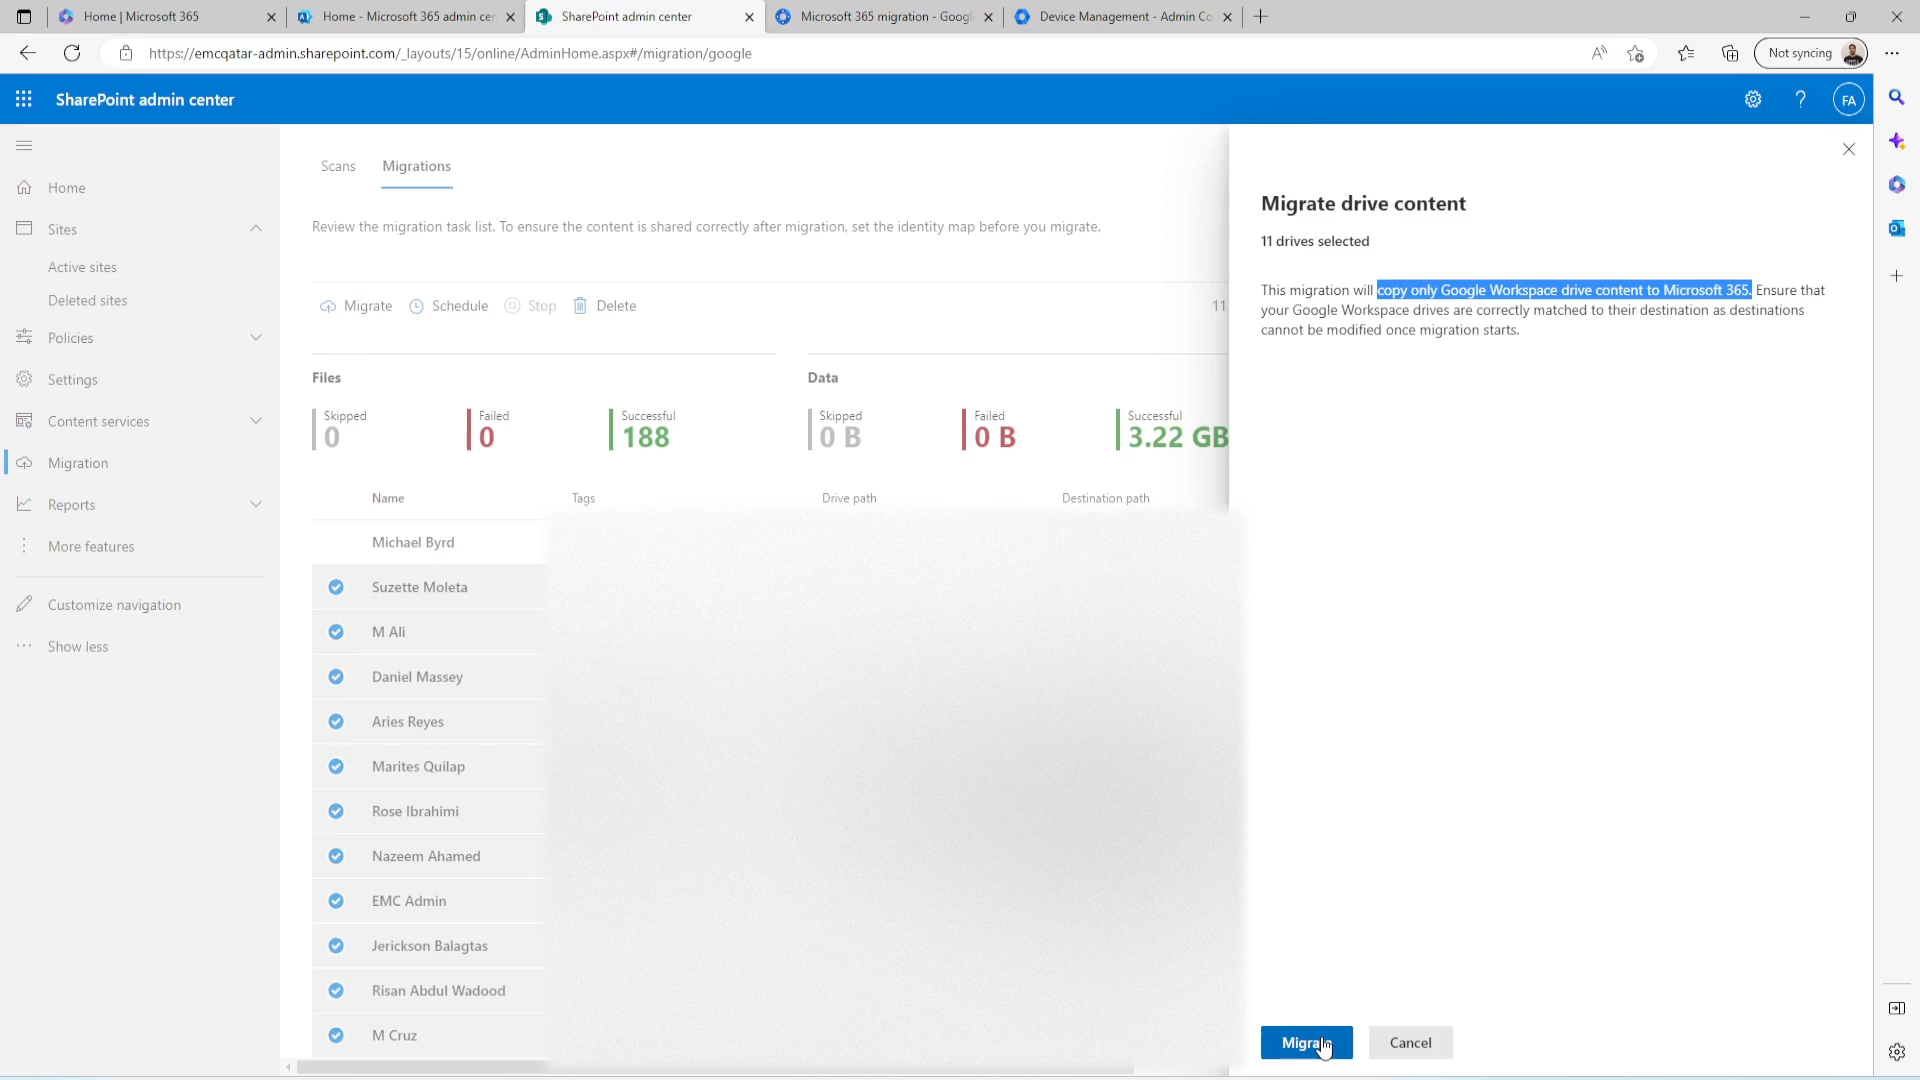 Home | Microsoft 365
Home - Microsoft 365 admin cen
SharePoint admin center
Microsoft 365 migration - Googl
Device Management - Admin Co
https://emcqatar-admin.sharepoint.com/_layouts/15/online/AdminHome.aspx#/migration/google
Not syncing
SharePoint admin center
FA
Home
Sites
Active sites
Deleted sites
Policies
Settings
Content services
Migration
Reports
More features
Customize navigation
Show less
Scans
Migrations
Review the migration task list. To ensure the content is shared correctly after migration, set the identity map before you migrate.
Migrate
Schedule
Stop
Delete
11
Files
Data
Skipped
0
Failed
0
Successful
188
Skipped
0 B
Failed
0 B
Successful
3.22 GB
Name
Tags
Drive path
Destination path
Michael Byrd
Suzette Moleta
M Ali
Daniel Massey
Aries Reyes
Marites Quilap
Rose Ibrahimi
Nazeem Ahamed
EMC Admin
Jerickson Balagtas
Risan Abdul Wadood
M Cruz
Migrate drive content
11 drives selected
This migration will copy only Google Workspace drive content to Microsoft 365. Ensure that
your Google Workspace drives are correctly matched to their destination as destinations
cannot be modified once migration starts.
Migrate
Cancel